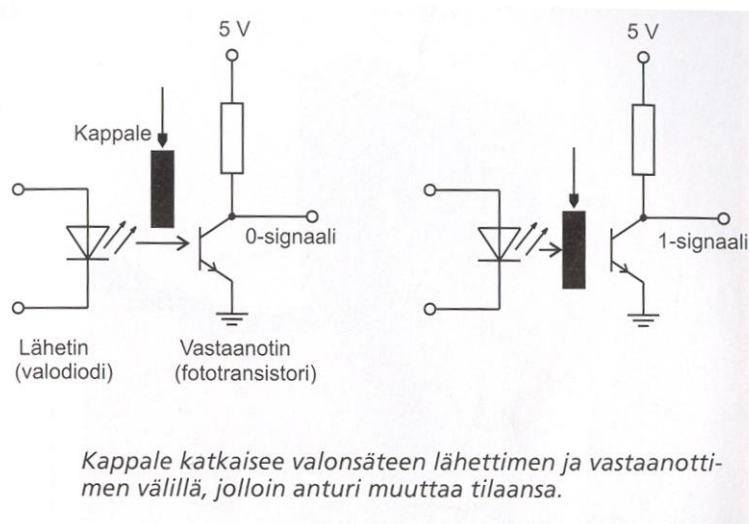 5 V
5 V
Kappale
0-signaali
1-signaali
Lähetin
(valodiodi)
Vastaanotin
(fototransistori)
Kappale katkaisee valonsäteen lähettimen ja vastaanotti-
men välillä, jolloin anturi muuttaa tilaansa.